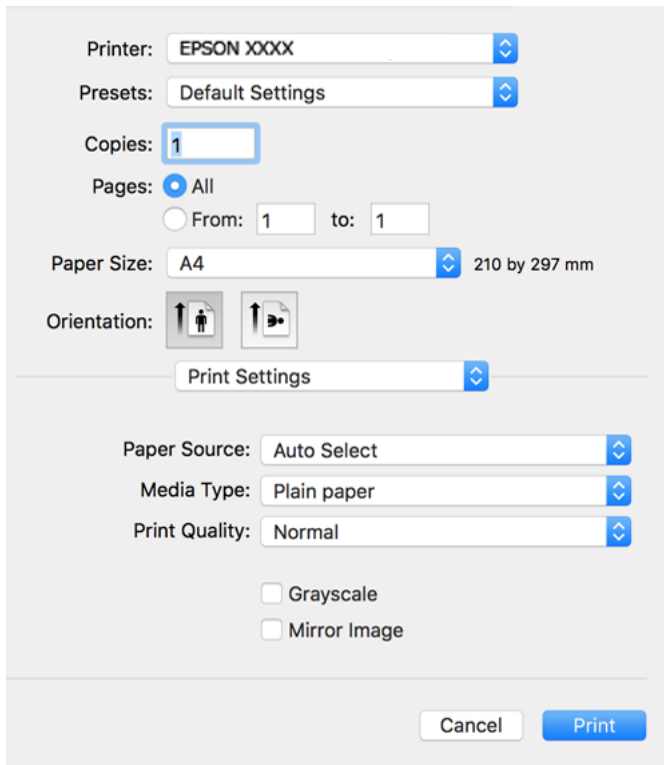 Printer: EPSON XXXX
Presets: Default Settings
Copies: 1
Pages: All
From: 1 to: 1
Paper Size: A4 210 by 297 mm
Orientation:
Print Settings
Paper Source: Auto Select
Media Type: Plain paper
Print Quality: Normal
Grayscale
Mirror Image
Cancel Print